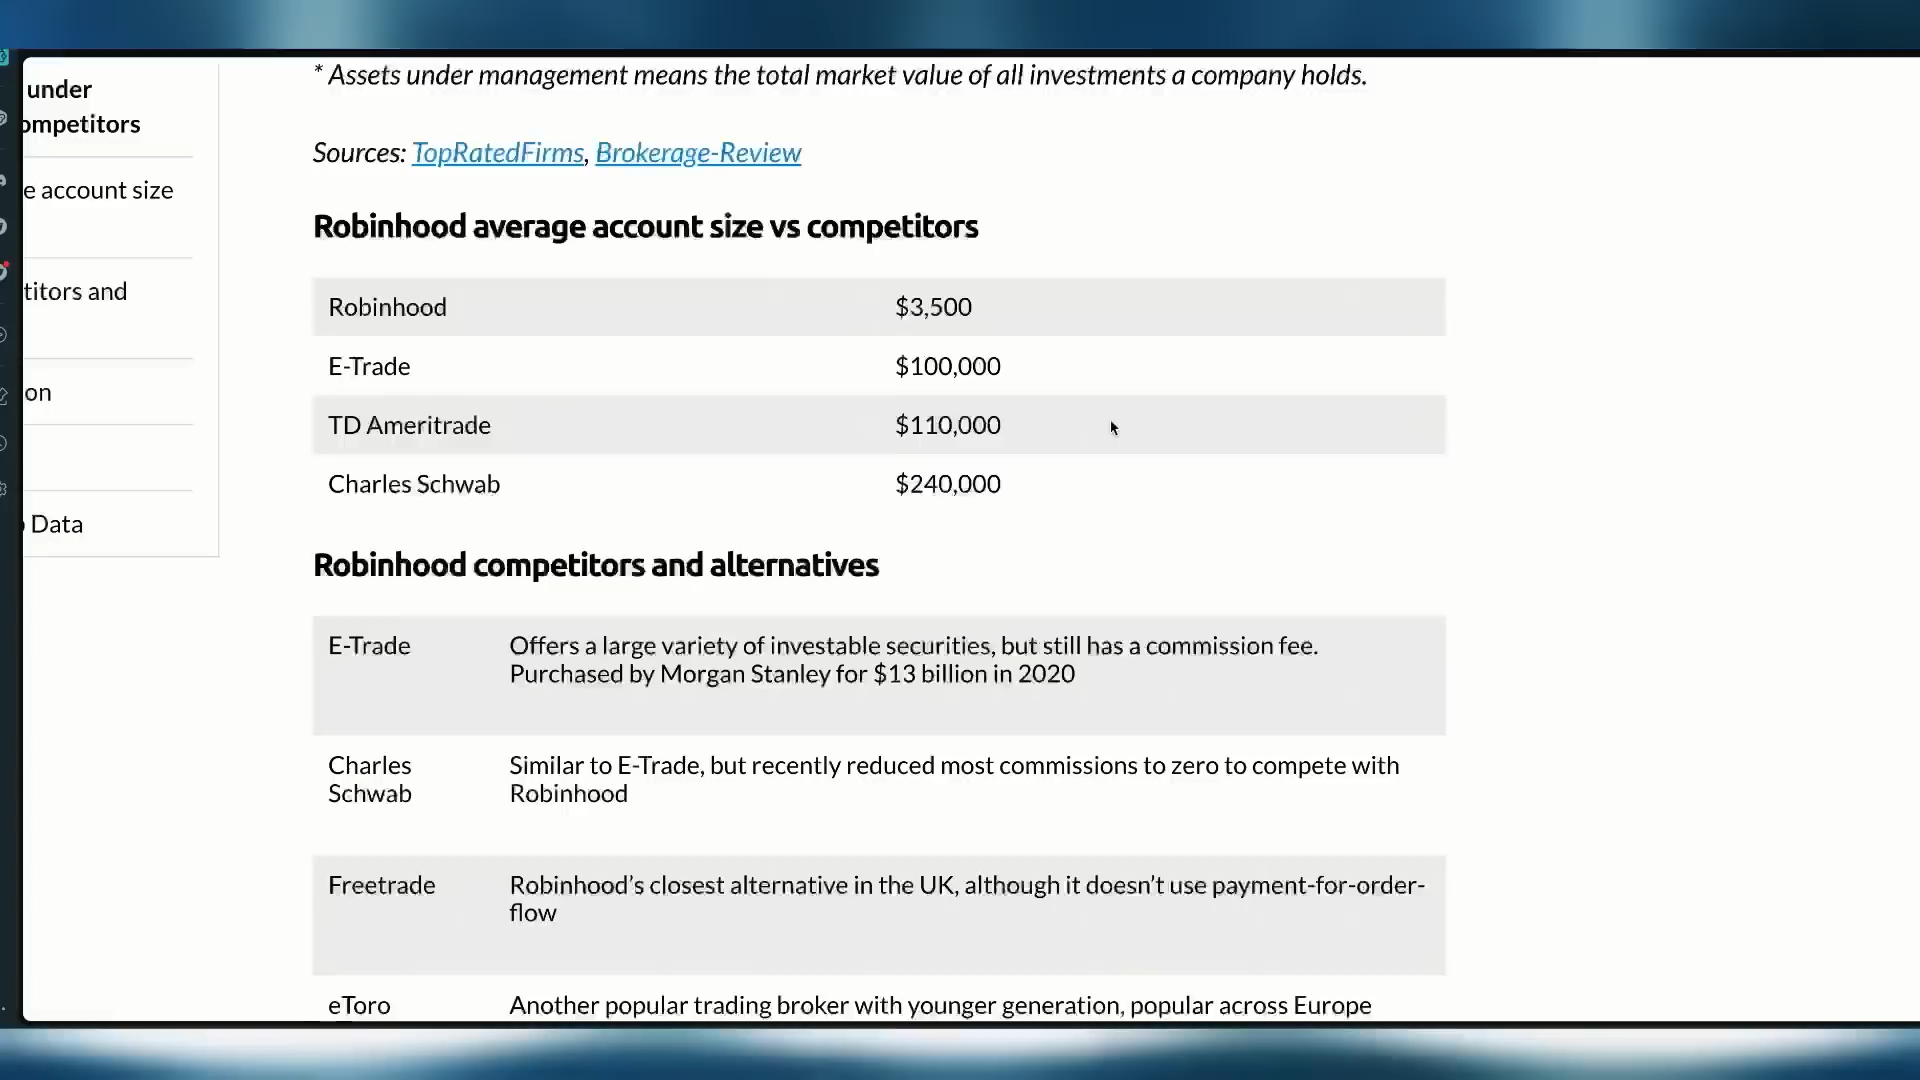 * Assets under management means the total market value of all investments a company holds.
under
ompetitors
Sources: TopRatedFirms, Brokerage-Review
e account size
Robinhood average account size vs competitors
titors and
Robinhood $3,500
E-Trade $100,000
on
TD Ameritrade $110,000
Charles Schwab $240,000
Data
Robinhood competitors and alternatives
E-Trade Offers a large variety of investable securities, but still has a commission fee.
Purchased by Morgan Stanley for $13 billion in 2020
Charles Similar to E-Trade, but recently reduced most commissions to zero to compete with
Schwab Robinhood
Freetrade Robinhood’s closest alternative in the UK, although it doesn’t use payment-for-order-
flow
eToro Another popular trading broker with younger generation, popular across Europe